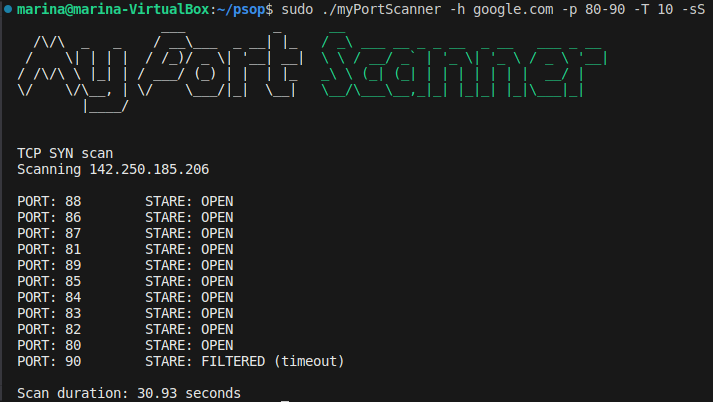 marina@marina-VirtualBox:~/psop$ sudo ./myPortScanner -h google.com -p 80-90 -T 10 -sS
My Port Scanner
TCP SYN scan
Scanning 142.250.185.206
PORT: 88 STARE: OPEN
PORT: 86 STARE: OPEN
PORT: 87 STARE: OPEN
PORT: 81 STARE: OPEN
PORT: 89 STARE: OPEN
PORT: 85 STARE: OPEN
PORT: 84 STARE: OPEN
PORT: 83 STARE: OPEN
PORT: 82 STARE: OPEN
PORT: 80 STARE: OPEN
PORT: 90 STARE: FILTERED (timeout)
Scan duration: 30.93 seconds